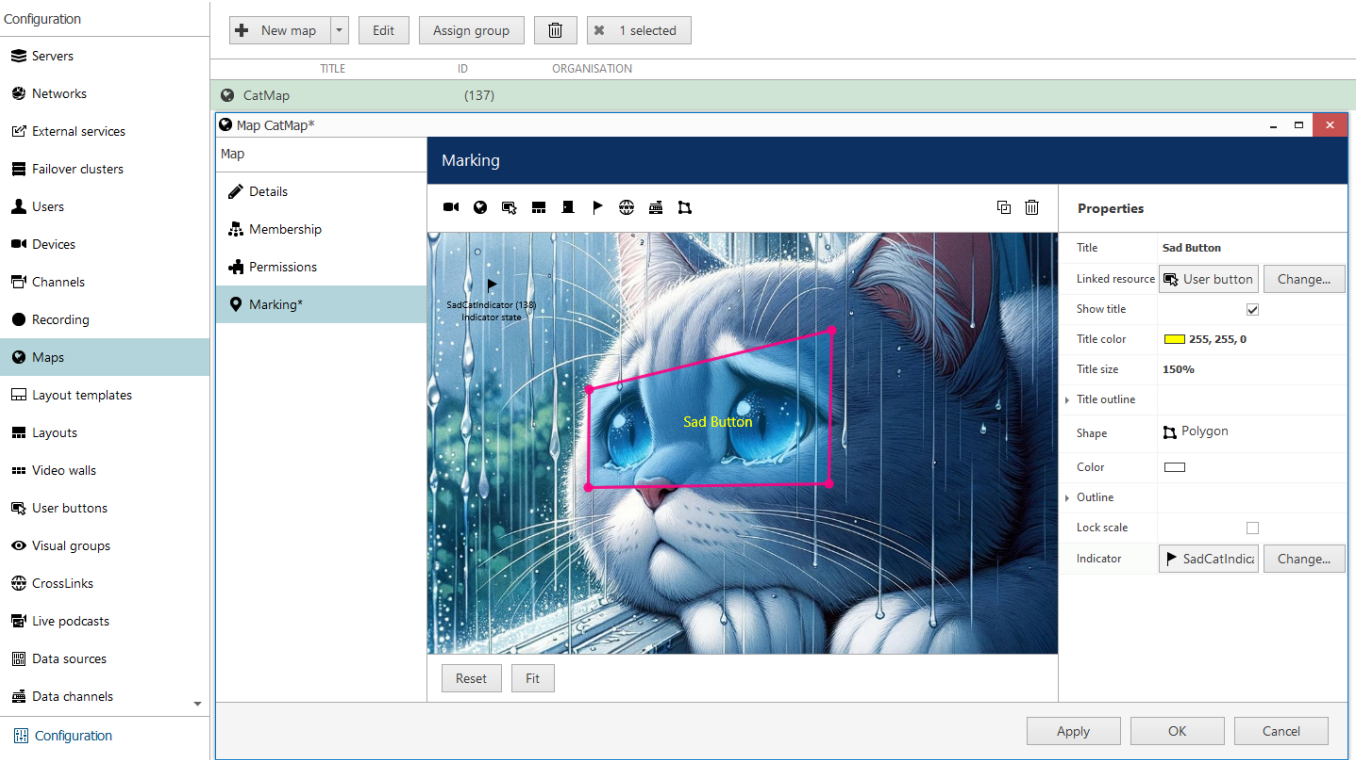 Configuration
New map
Edit
Assign group
1 selected
Servers
Networks
External services
Failover clusters
Users
Devices
Channels
Recording
Maps
Layout templates
Layouts
Video walls
User buttons
Visual groups
CrossLinks
Live podcasts
Data sources
Data channels
Configuration
TITLE ID ORGANISATION
CatMap (137)
Map CatMap*
Map
Details
Membership
Permissions
Marking*
Marking
2
SadCatIndicator (138)
Indicator state
Sad Button
Reset
Fit
Properties
Title Sad Button
Linked resource User button Change...
Show title
Title color 255, 255, 0
Title size 150%
Title outline
Shape Polygon
Color
Outline
Lock scale
Indicator SadCatIndica Change...
Apply
OK
Cancel